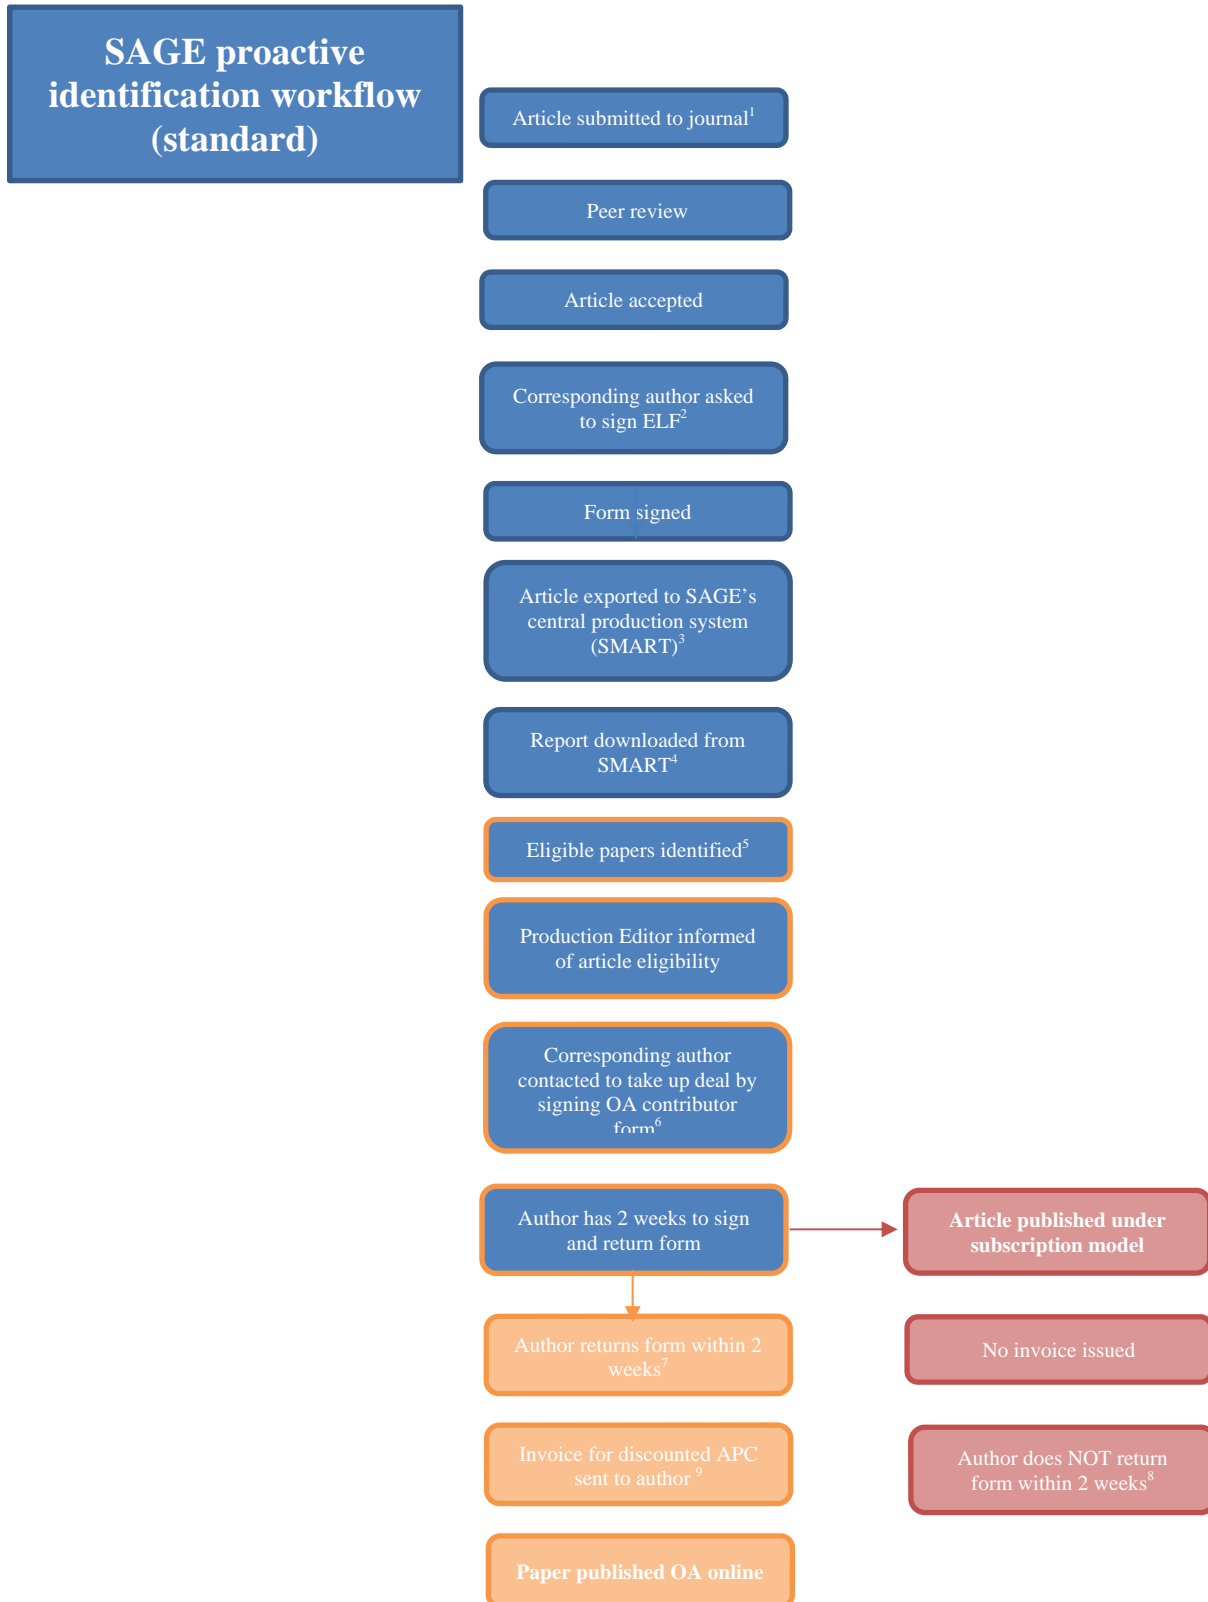 SAGE proactive
identification workflow
(standard)
Article submitted to journal1
Peer review
Article accepted
Corresponding author asked
to sign ELF2
Form signed
Article exported to SAGE’s
central production system
(SMART)3
Report downloaded from
SMART4
Eligible papers identified5
Production Editor informed
of article eligibility
Corresponding author
contacted to take up deal by
signing OA contributor
form6
Author has 2 weeks to sign
and return form
Article published under
subscription model
Author returns form within 2
weeks7
No invoice issued
Invoice for discounted APC
sent to author 9
Author does NOT return
form within 2 weeks8
Paper published OA online